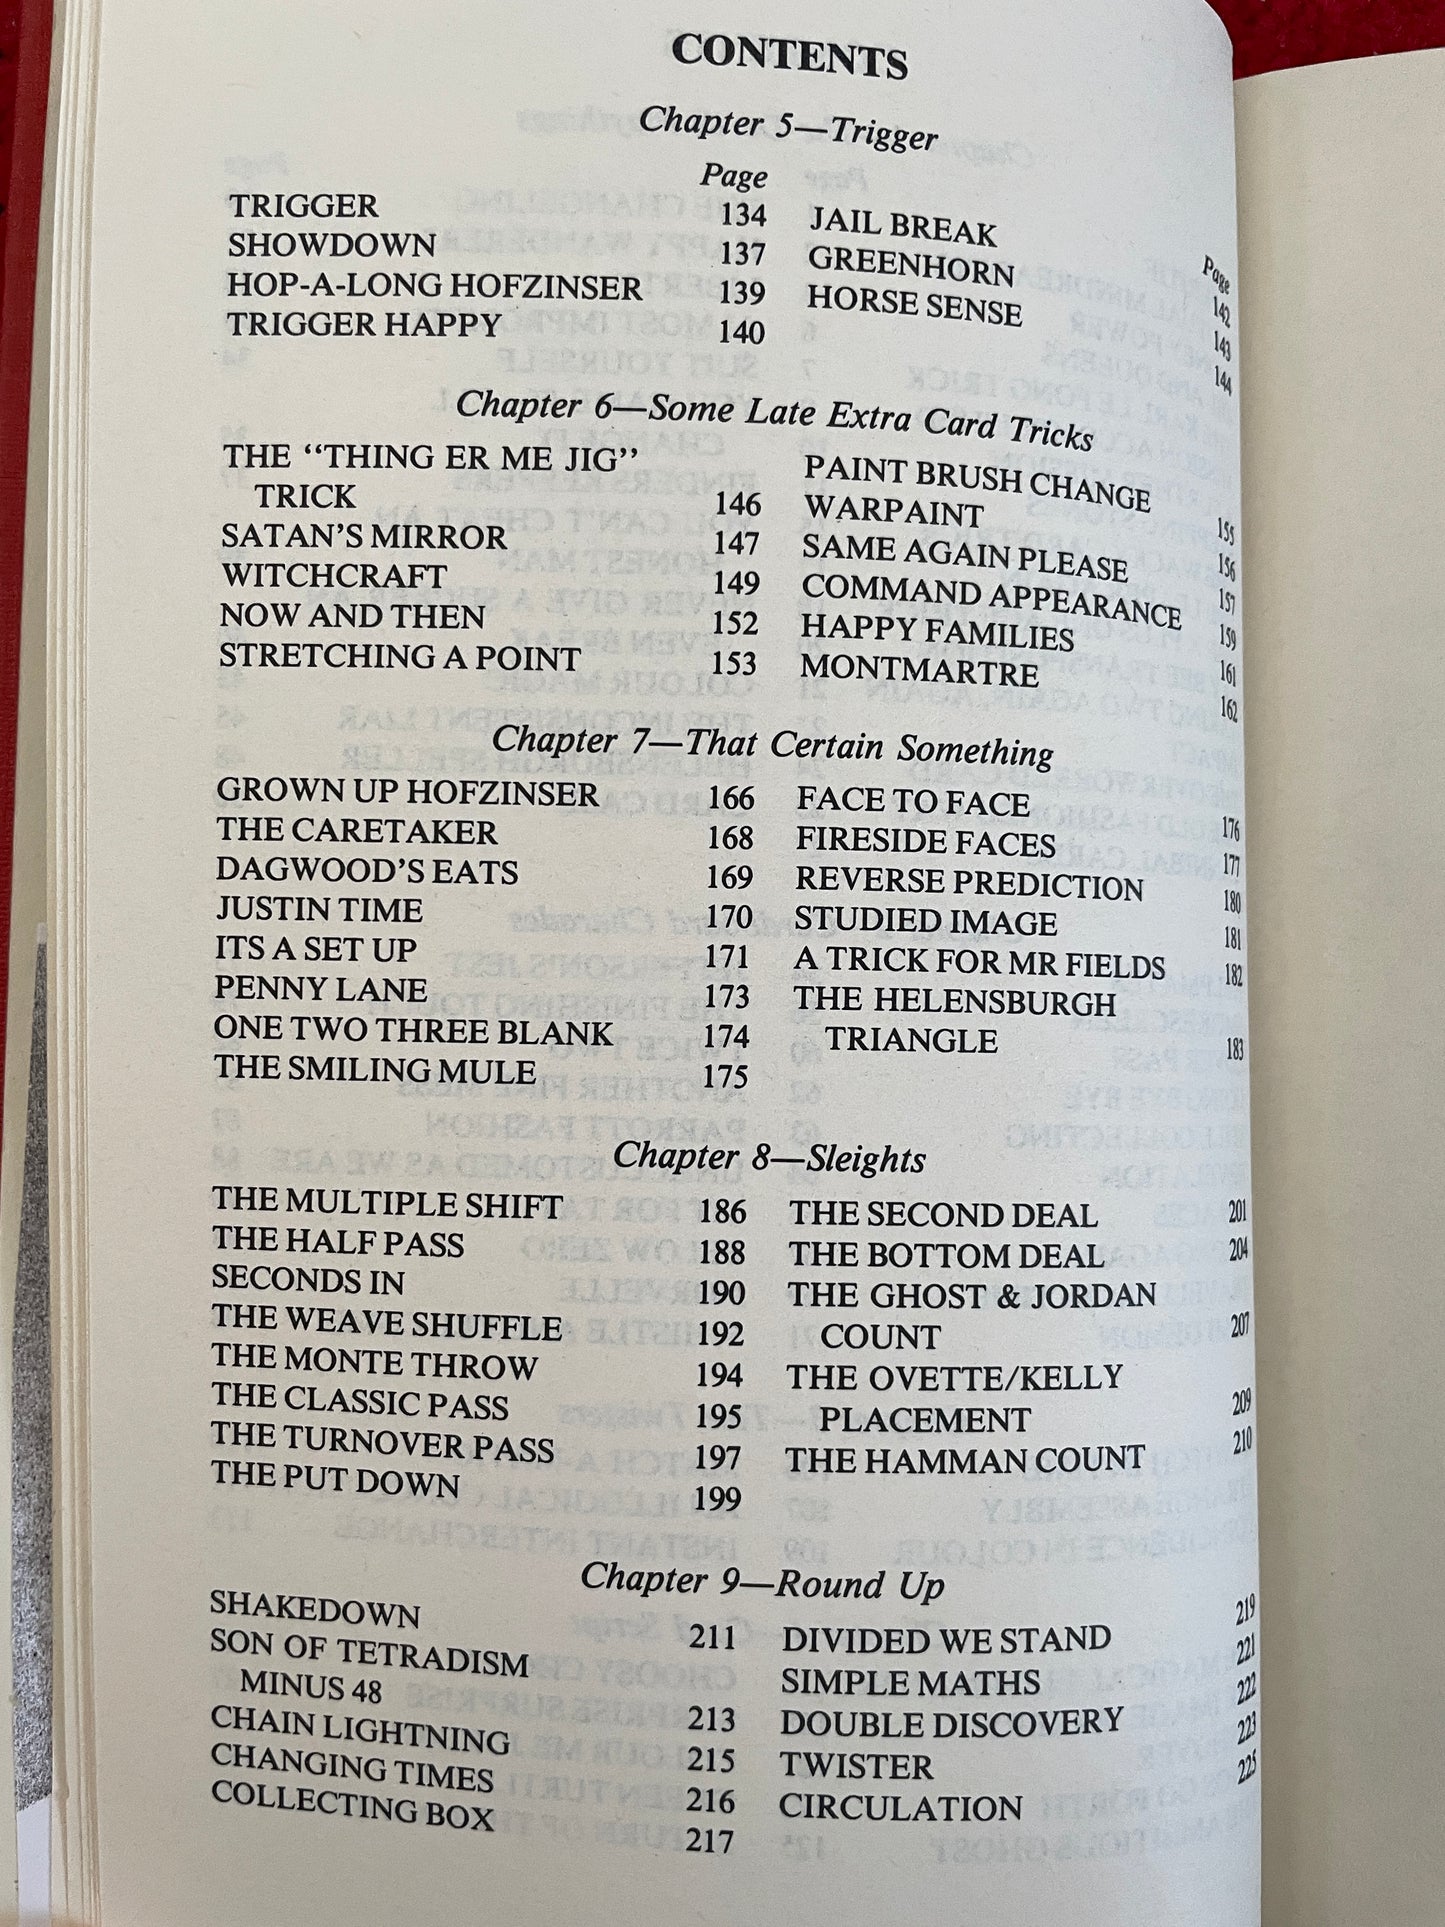 CONTENTS
Chapter 5—Trigger
Page
TRIGGER 134
SHOWDOWN 137
HOP-A-LONG HOFZINSER 139
TRIGGER HAPPY 140
Page
JAIL BREAK 142
GREENHORN 143
HORSE SENSE 144
Chapter 6—Some Late Extra Card Tricks
THE “THING ER ME JIG”
TRICK 146
SATAN’S MIRROR 147
WITCHCRAFT 149
NOW AND THEN 152
STRETCHING A POINT 153
PAINT BRUSH CHANGE 155
WARPAINT 156
SAME AGAIN PLEASE 157
COMMAND APPEARANCE 159
HAPPY FAMILIES 161
MONTMARTRE 162
Chapter 7—That Certain Something
GROWN UP HOFZINSER 166
THE CARETAKER 168
DAGWOOD’S EATS 169
JUSTIN TIME 170
ITS A SET UP 171
PENNY LANE 173
ONE TWO THREE BLANK 174
THE SMILING MULE 175
FACE TO FACE 176
FIRESIDE FACES 177
REVERSE PREDICTION 180
STUDIED IMAGE 181
A TRICK FOR MR FIELDS 182
THE HELENSBURGH
TRIANGLE 183
Chapter 8—Sleights
THE MULTIPLE SHIFT 186
THE HALF PASS 188
SECONDS IN 190
THE WEAVE SHUFFLE 192
THE MONTE THROW 194
THE CLASSIC PASS 195
THE TURNOVER PASS 197
THE PUT DOWN 199
THE SECOND DEAL 201
THE BOTTOM DEAL 204
THE GHOST & JORDAN
COUNT 207
THE OVETTE/KELLY
PLACEMENT 209
THE HAMMAN COUNT 210
Chapter 9—Round Up
SHAKEDOWN 211
SON OF TETRADISM
MINUS 48 213
CHAIN LIGHTNING 215
CHANGING TIMES 216
COLLECTING BOX 217
DIVIDED WE STAND 219
SIMPLE MATHS 221
DOUBLE DISCOVERY 222
TWISTER 223
CIRCULATION 225